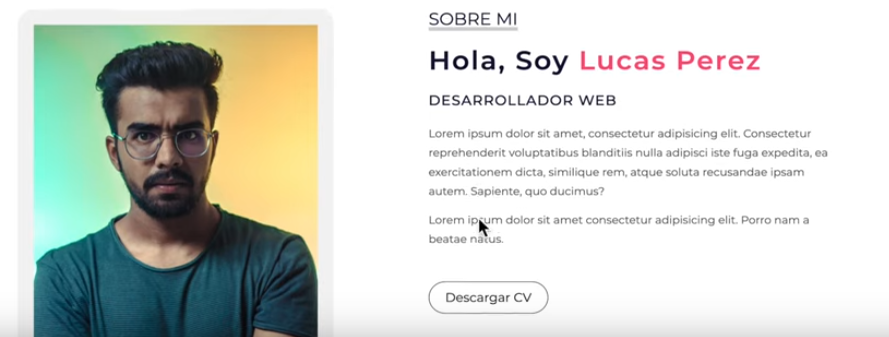 SOBRE MI
Hola, Soy Lucas Perez
DESARROLLADOR WEB
Lorem ipsum dolor sit amet, consectetur adipisicing elit. Consectetur
reprehenderit voluptatibus blanditiis nulla adipisci iste fuga expedita, ea
exercitationem dicta, similique rem, atque soluta recusandae ipsam
autem. Sapiente, quo ducimus?
Lorem ipsum dolor sit amet consectetur adipisicing elit. Porro nam a
beatae natus.
Descargar CV